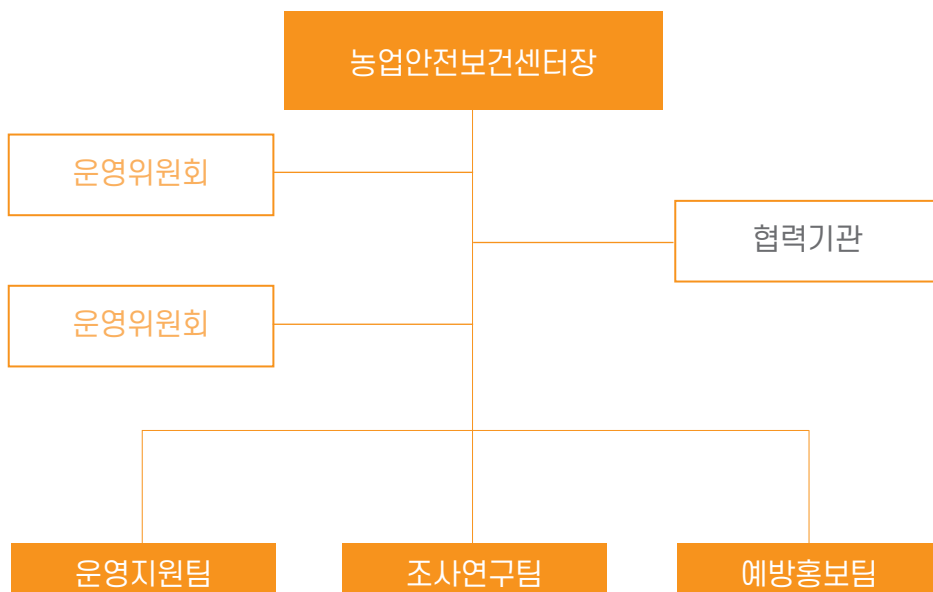 농업안전보건센터장
운영위원회
협력기관
운영위원회
운영지원팀
조사연구팀
예방홍보팀